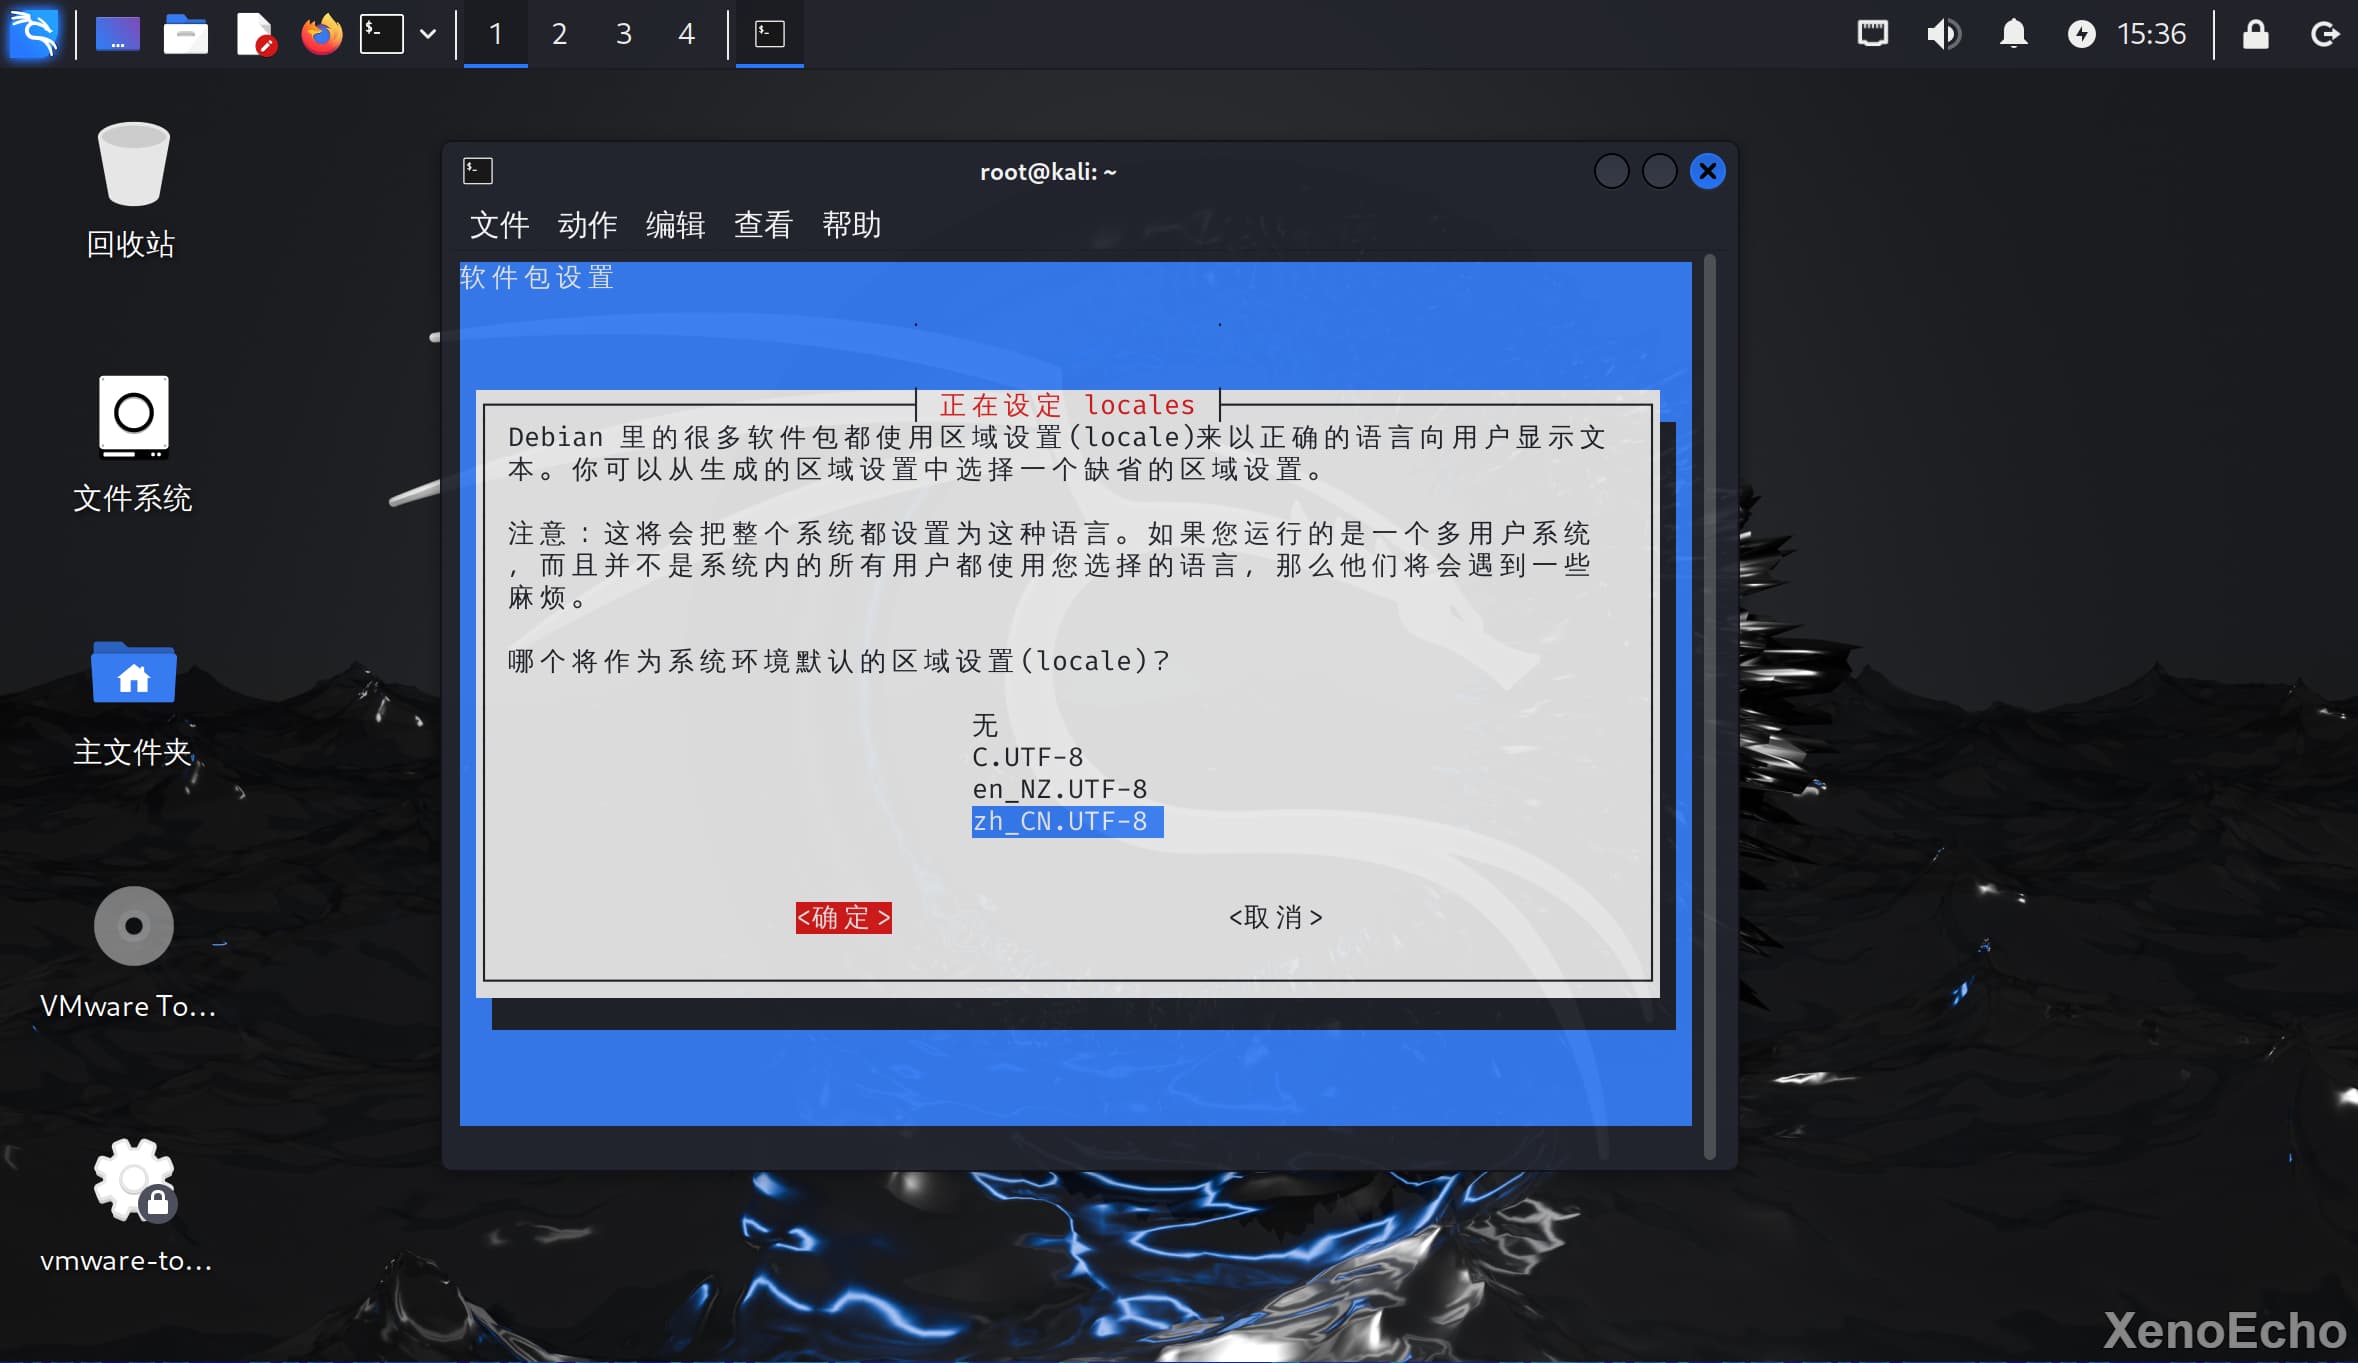 1 2 3 4 15:36
root@kali: ~
文件 动作 编辑 查看 帮助
软件包设置
正在设定 locales
Debian 里的很多软件包都使用区域设置(locale)来以正确的语言向用户显示文
本。你可以从生成的区域设置中选择一个缺省的区域设置。
注意：这将会把整个系统都设置为这种语言。如果您运行的是一个多用户系统
，而且并不是系统内的所有用户都使用您选择的语言，那么他们将会遇到一些
麻烦。
哪个将作为系统环境默认的区域设置(locale)？
无
C.UTF-8
en_NZ.UTF-8
zh_CN.UTF-8
<确定> <取消>
回收站
文件系统
主文件夹
VMware To...
vmware-to...
XenoEcho